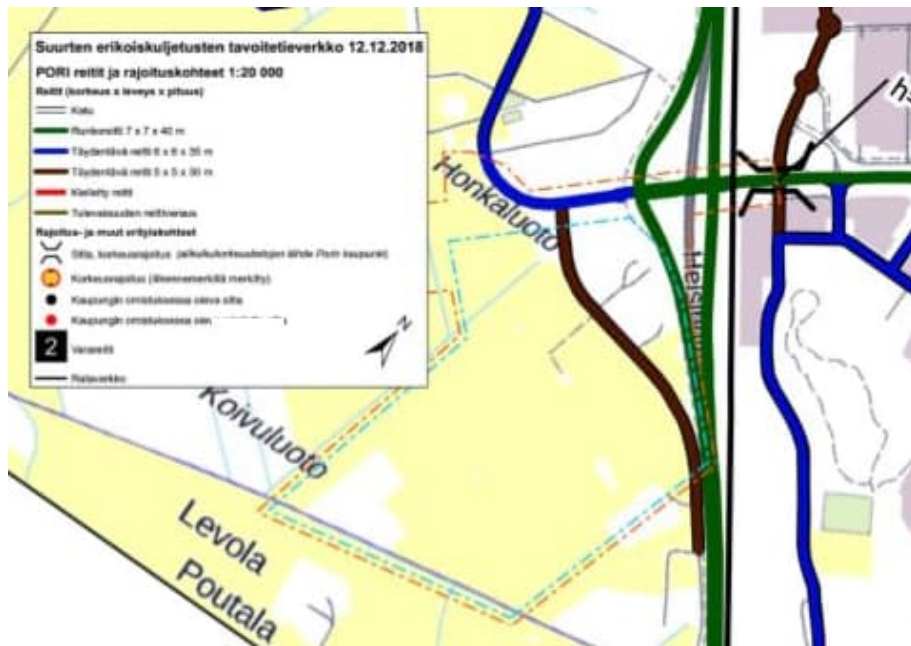 Suurten erikoiskuljetusten tavoitetieverkko 12.12.2018
PORI reitit ja rajoituskohteet 1:20 000
Reitit (korkeus x leveys x pituus)
Katu
Runkoreitti 7 x 7 x 40 m
Täydentävä reitti 6 x 6 x 35 m
Täydentävä reitti 5 x 5 x 30 m
Kielletty reitti
Tulevaisuuden reittivaraus
Rajoitus- ja muut erityiskohteet
Silta, korkeusrajoitus (alikulkukorkeustietojen lähde Porin kaupunki)
Korkeusrajoitus (liikennemerkillä merkitty)
Kaupungin omistuksessa oleva silta
Kaupungin omistuksessa
2 Varareitti
Rataverkko
N
Honkaluoto
Koivuluoto
Levola
Poutala